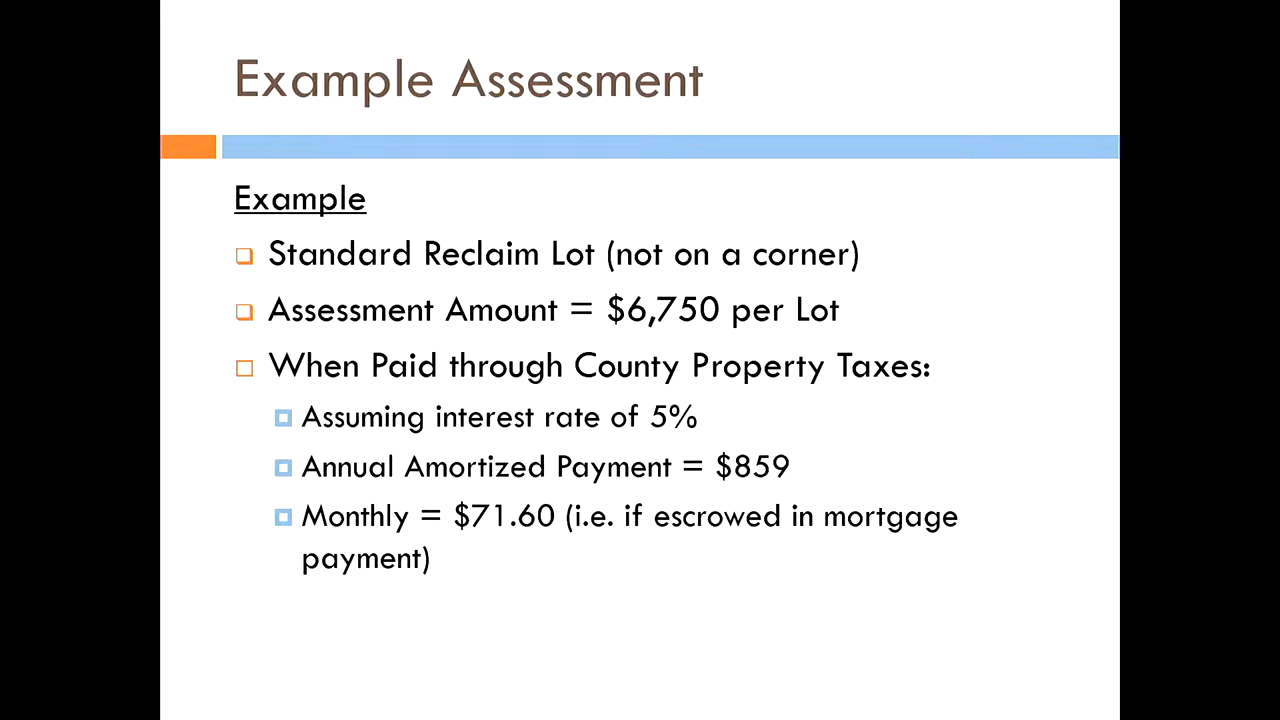 Example Assessment
Example
Standard Reclaim Lot (not on a corner)
Assessment Amount = $6,750 per Lot
When Paid through County Property Taxes:
Assuming interest rate of 5%
Annual Amortized Payment = $859
Monthly = $71.60 (i.e. if escrowed in mortgage
payment)